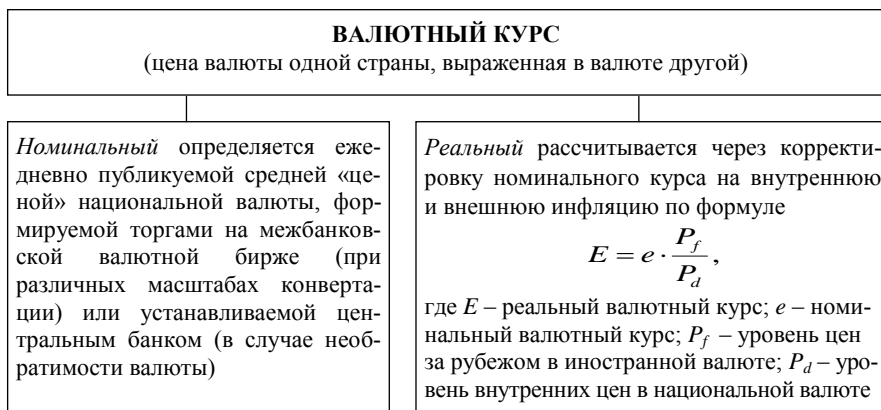 ВАЛЮТНЫЙ КУРС
(цена валюты одной страны, выраженная в валюте другой)
Номинальный определяется еже-
дневно публикуемой средней «це-
ной» национальной валюты, фор-
мируемой торгами на межбанков-
ской валютной бирже (при
различных масштабах конверта-
ции) или устанавливаемой цен-
тральным банком (в случае необ-
ратимости валюты)
Реальный рассчитывается через корректи-
ровку номинального курса на внутреннюю
и внешнюю инфляцию по формуле
E = e · P_f / P_d ,
где E – реальный валютный курс; e – номи-
нальный валютный курс; P_f – уровень цен
за рубежом в иностранной валюте; P_d – уро-
вень внутренних цен в национальной валюте